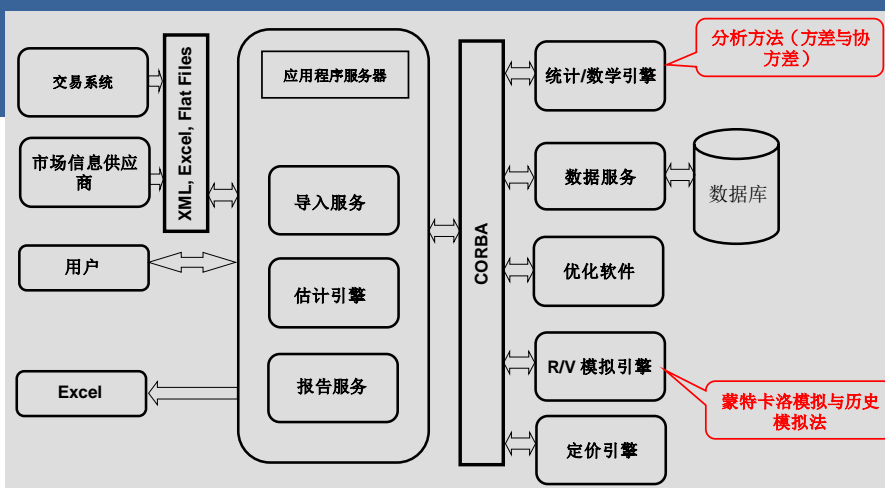 交易系统
市场信息供应
商
用户
Excel
XML, Excel, Flat Files
应用程序服务器
导入服务
估计引擎
报告服务
CORBA
统计/数学引擎
数据服务
优化软件
R/V 模拟引擎
定价引擎
数据库
分析方法（方差与协
方差）
蒙特卡洛模拟与历史
模拟法